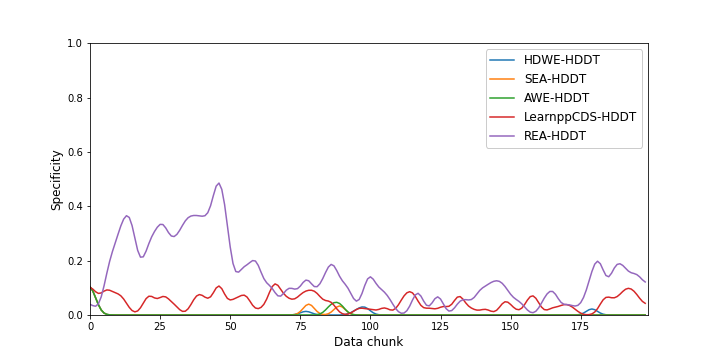 1.0
0.8
0.6
0.4
0.2
0.0
Specificity
0 25 50 75 100 125 150 175
Data chunk
HDWE-HDDT
SEA-HDDT
AWE-HDDT
LearnppCDS-HDDT
REA-HDDT